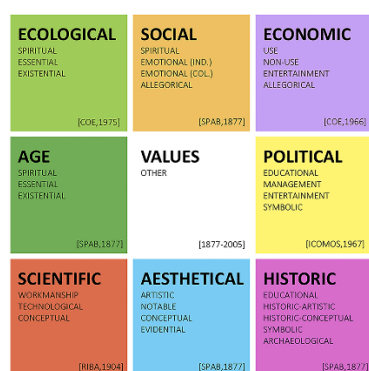 ECOLOGICAL
SPIRITUAL
ESSENTIAL
EXISTENTIAL
[COE,1975]
SOCIAL
SPIRITUAL
EMOTIONAL (IND.)
EMOTIONAL (COL.)
ALLEGORICAL
[SPAB,1877]
ECONOMIC
USE
NON-USE
ENTERTAINMENT
ALLEGORICAL
[COE,1966]
AGE
SPIRITUAL
ESSENTIAL
EXISTENTIAL
[SPAB,1877]
VALUES
OTHER
[1877-2005]
POLITICAL
EDUCATIONAL
MANAGEMENT
ENTERTAINMENT
SYMBOLIC
[ICOMOS,1967]
SCIENTIFIC
WORKMANSHIP
TECHNOLOGICAL
CONCEPTUAL
[RIBA,1904]
AESTHETICAL
ARTISTIC
NOTABLE
CONCEPTUAL
EVIDENTIAL
[SPAB,1877]
HISTORIC
EDUCATIONAL
HISTORIC-ARTISTIC
HISTORIC-CONCEPTUAL
SYMBOLIC
ARCHAEOLOGICAL
[SPAB,1877]